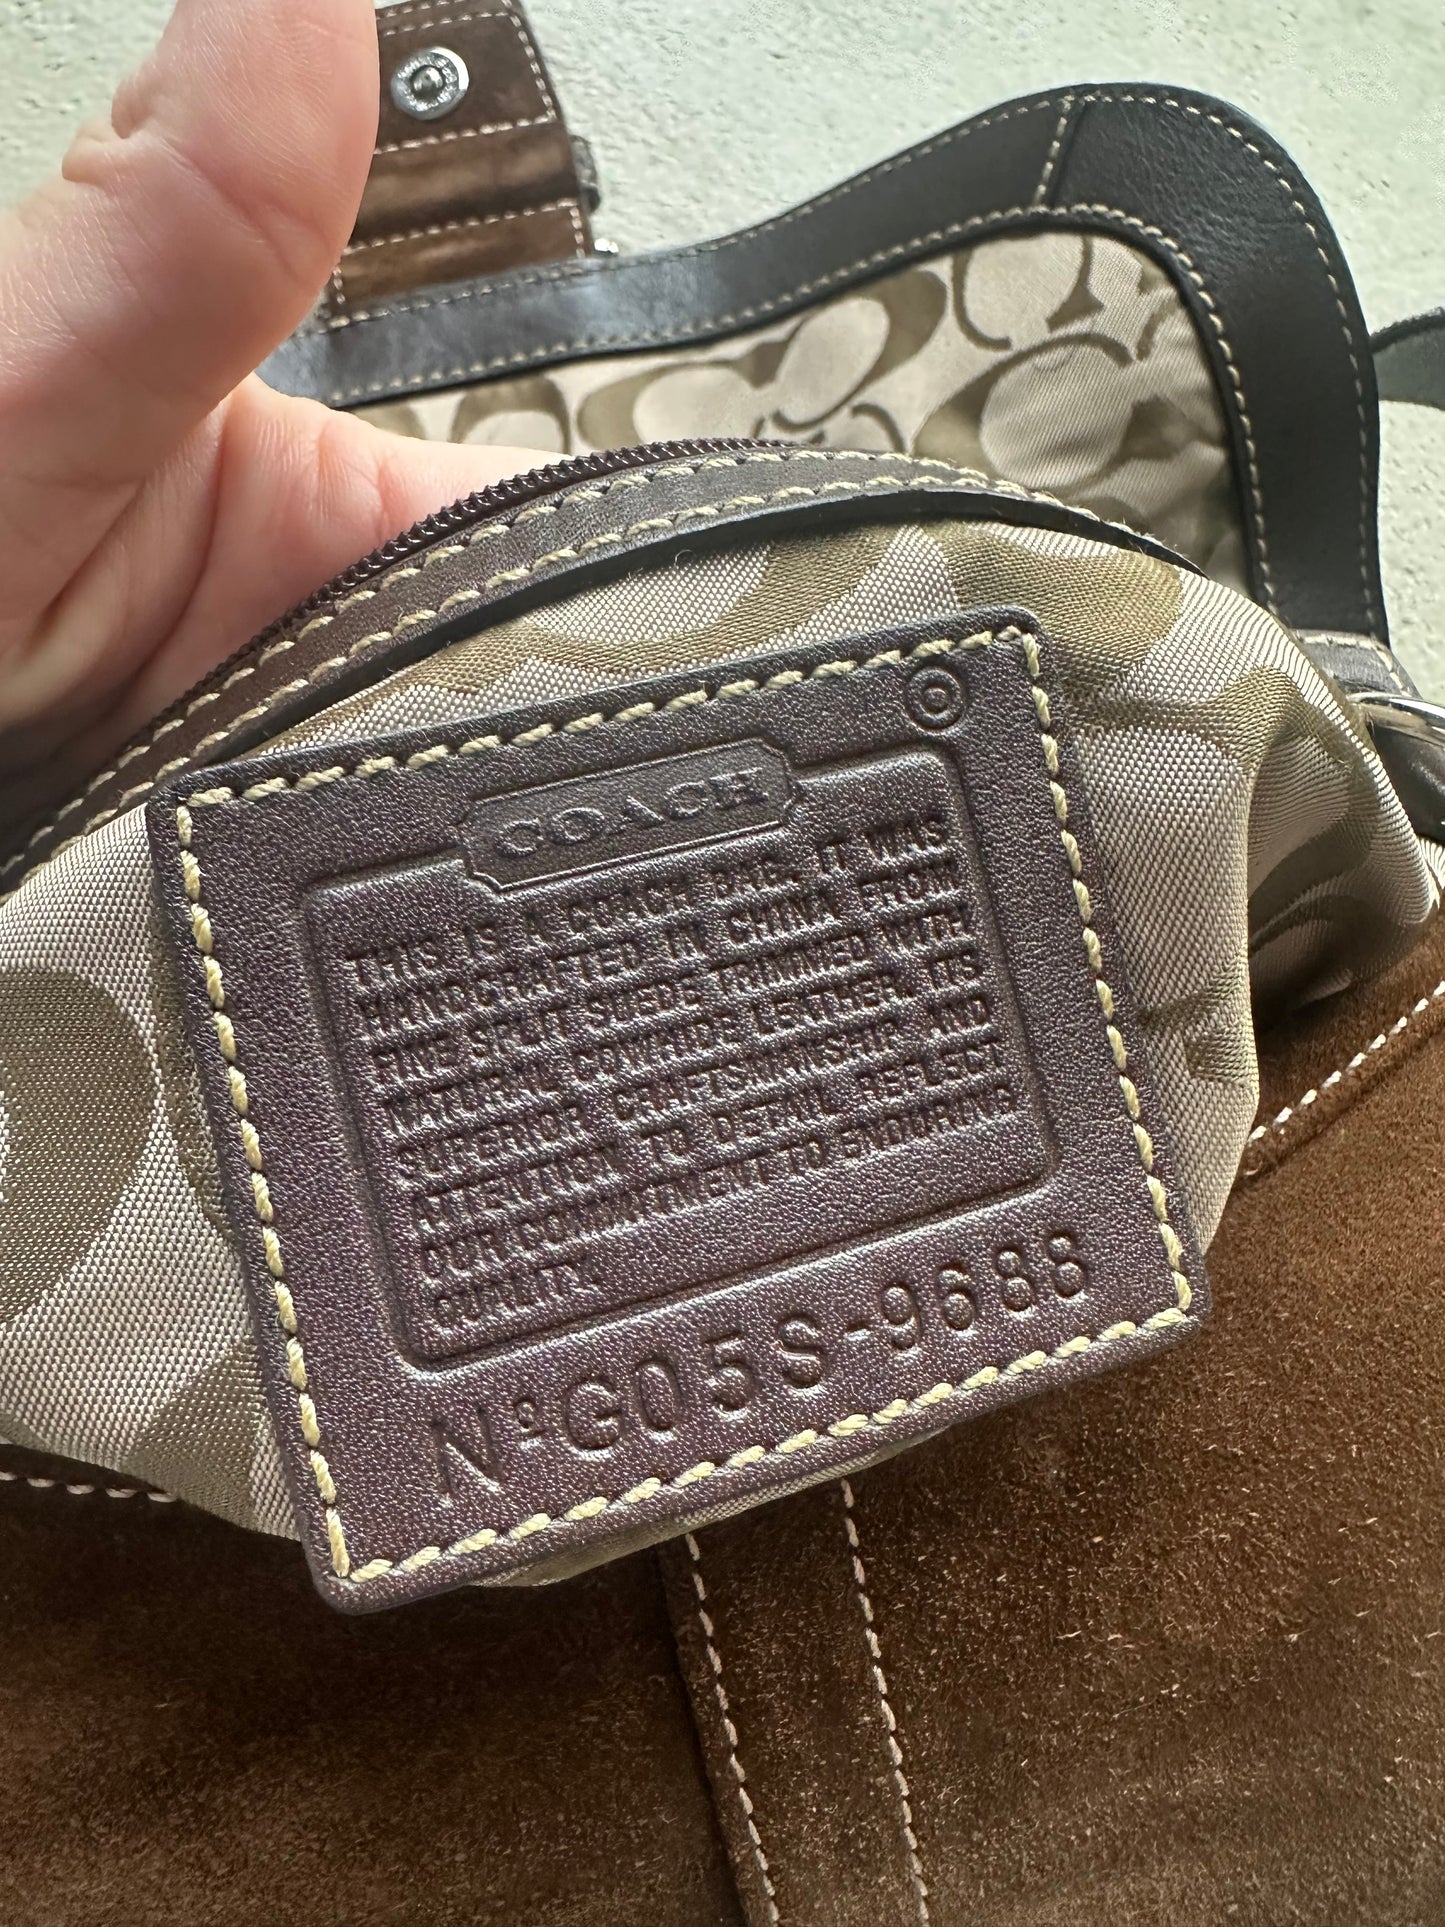 COACH
THIS IS A COACH BAG. IT WAS
HANDCRAFTED IN CHINA FROM
FINE SPLIT SUEDE TRIMMED WITH
NATURAL COWHIDE LEATHER. ITS
SUPERIOR CRAFTSMANSHIP AND
ATTENTION TO DETAIL REFLECT
OUR COMMITMENT TO ENDURING
QUALITY.
Nº G05S-9688